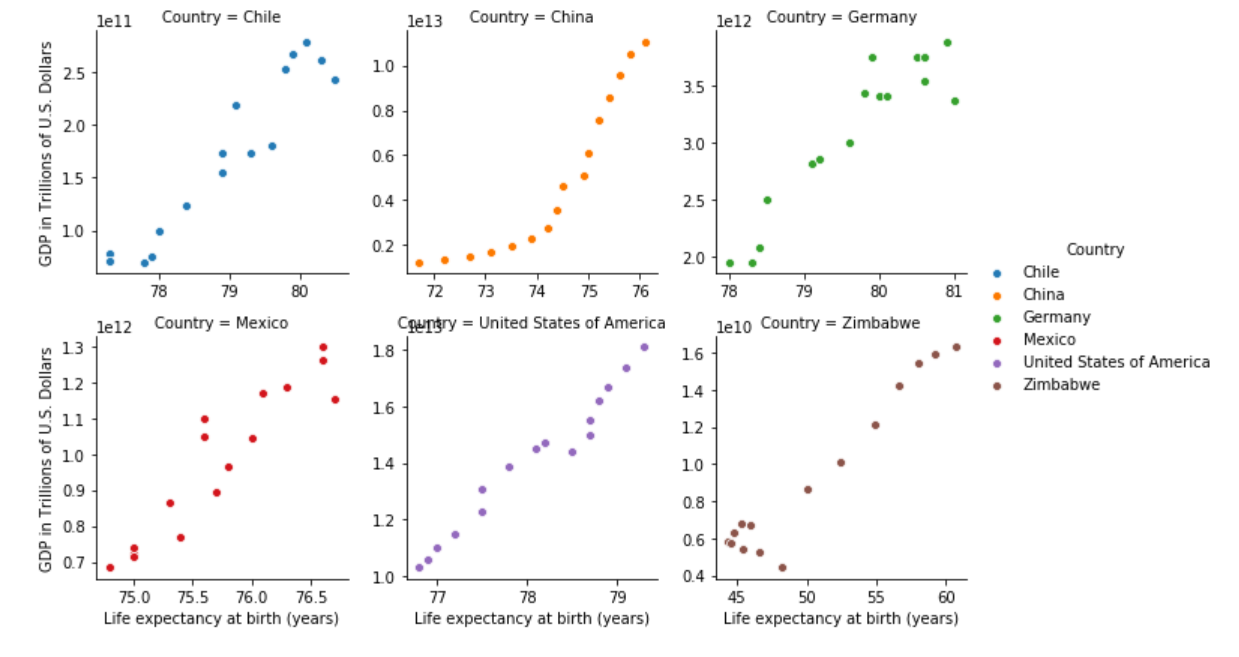 1e11 Country = Chile
1e13 Country = China
1e12 Country = Germany
GDP in Trillions of U.S. Dollars
2.5
2.0
1.5
1.0
78 79 80
1.0
0.8
0.6
0.4
0.2
72 73 74 75 76
3.5
3.0
2.5
2.0
78 79 80 81
Country
Chile
China
Germany
Mexico
United States of America
Zimbabwe
1e12 Country = Mexico
1e13 Country = United States of America
1e10 Country = Zimbabwe
GDP in Trillions of U.S. Dollars
1.3
1.2
1.1
1.0
0.9
0.8
0.7
75.0 75.5 76.0 76.5
Life expectancy at birth (years)
1.8
1.6
1.4
1.2
1.0
77 78 79
Life expectancy at birth (years)
1.6
1.4
1.2
1.0
0.8
0.6
0.4
45 50 55 60
Life expectancy at birth (years)